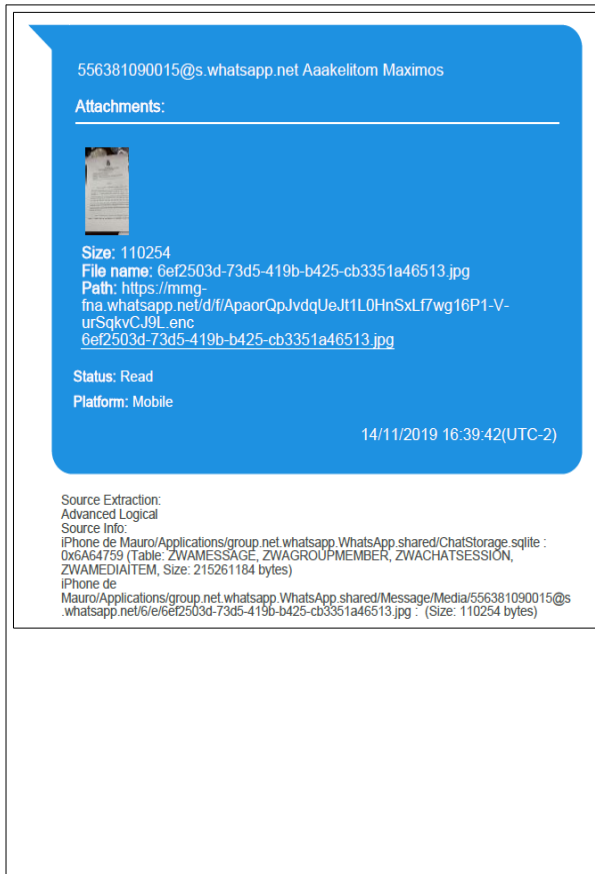 556381090015@s.whatsapp.net Aaakelitom Maximos
Attachments:
Size: 110254
File name: 6ef2503d-73d5-419b-b425-cb3351a46513.jpg
Path: https://mmg-
fna.whatsapp.net/d/f/ApaorQpJvdqUeJt1L0HnSxLf7wg16P1-V-
urSqkvCJ9L.enc
6ef2503d-73d5-419b-b425-cb3351a46513.jpg
Status: Read
Platform: Mobile
14/11/2019 16:39:42(UTC-2)
Source Extraction:
Advanced Logical
Source Info:
iPhone de Mauro/Applications/group.net.whatsapp.WhatsApp.shared/ChatStorage.sqlite :
0x6A64759 (Table: ZWAMESSAGE, ZWAGROUPMEMBER, ZWACHATSESSION,
ZWAMEDIAITEM, Size: 215261184 bytes)
iPhone de
Mauro/Applications/group.net.whatsapp.WhatsApp.shared/Message/Media/556381090015@s
.whatsapp.net/6/e/6ef2503d-73d5-419b-b425-cb3351a46513.jpg : (Size: 110254 bytes)